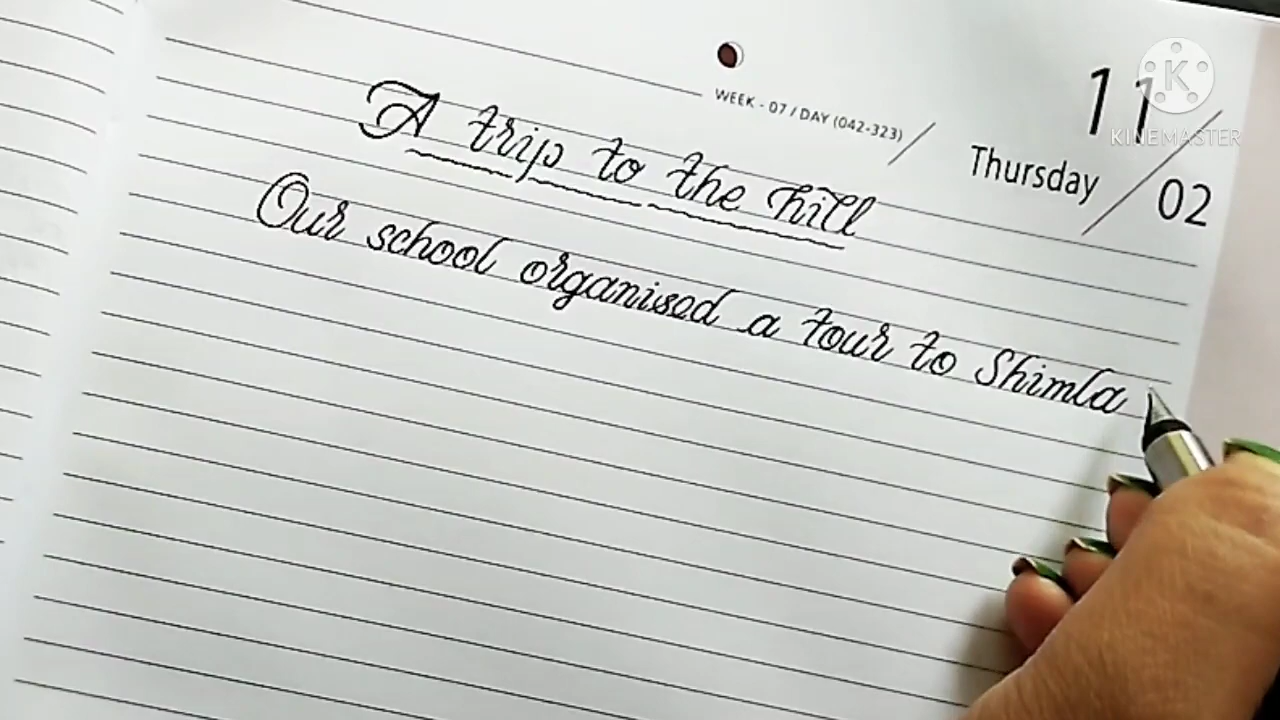 11
WEEK - 07 / DAY (042-323)
Thursday
02
KINEMASTER
A trip to the hill
Our school organised a tour to Shimla